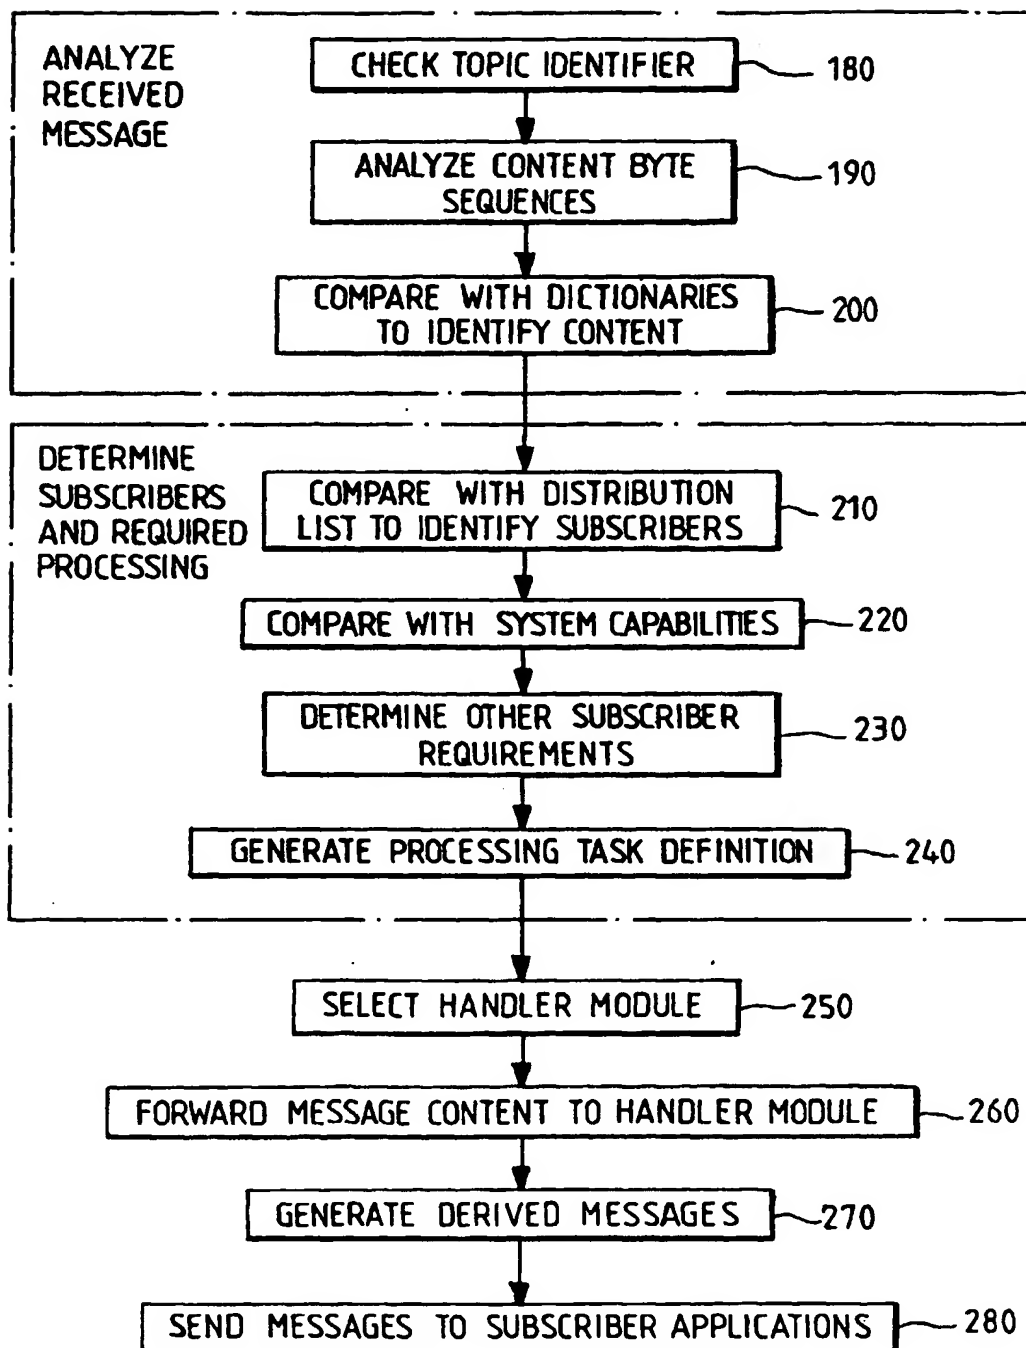 ANALYZE
RECEIVED
MESSAGE
CHECK TOPIC IDENTIFIER
180
ANALYZE CONTENT BYTE
SEQUENCES
190
COMPARE WITH DICTIONARIES
TO IDENTIFY CONTENT
200
DETERMINE
SUBSCRIBERS
AND REQUIRED
PROCESSING
COMPARE WITH DISTRIBUTION
LIST TO IDENTIFY SUBSCRIBERS
210
COMPARE WITH SYSTEM CAPABILITIES
220
DETERMINE OTHER SUBSCRIBER
REQUIREMENTS
230
GENERATE PROCESSING TASK DEFINITION
240
SELECT HANDLER MODULE
250
FORWARD MESSAGE CONTENT TO HANDLER MODULE
260
GENERATE DERIVED MESSAGES
270
SEND MESSAGES TO SUBSCRIBER APPLICATIONS
280